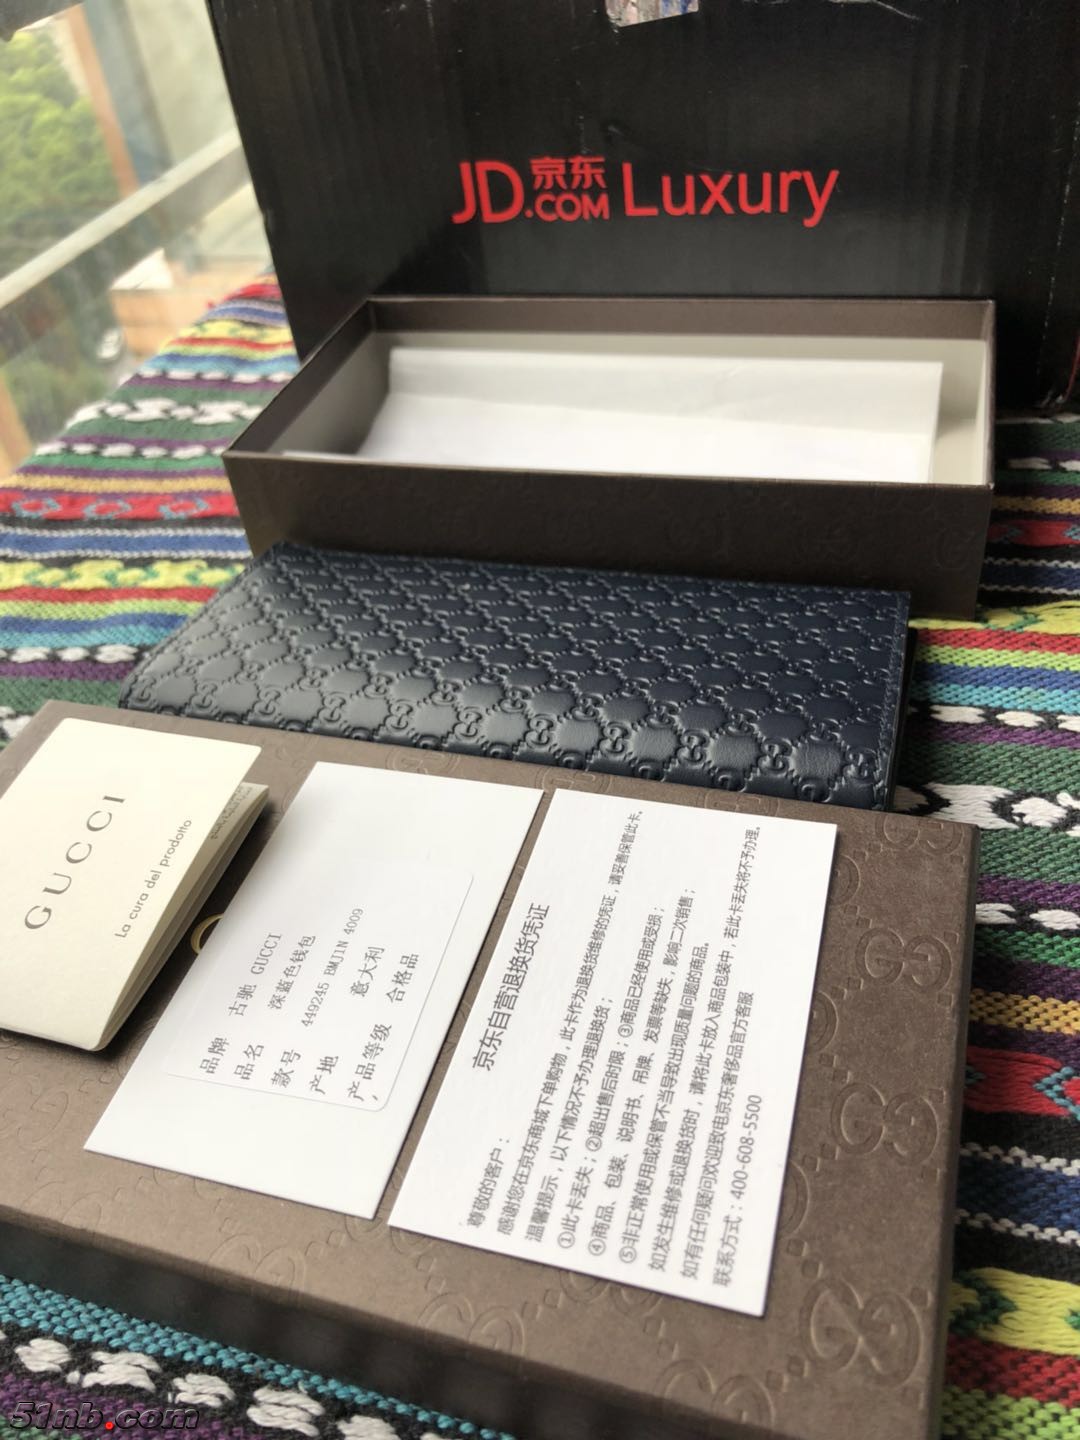 JD.COM 京东 Luxury
GUCCI
La cura del prodotto
品牌 古驰 GUCCI
品名 深蓝色钱包
款号 449245 BMJ1N 4009
产地 意大利
产品等级 合格品
京东自营退换货凭证
尊敬的客户：
感谢您在京东商城下单购物，此卡作为退换货维修的凭证，请妥善保管此卡。
温馨提示，以下情况不予办理退换货；
①此卡丢失；②超出售后时限；③商品已经使用或受损；
④商品、包装、说明书、吊牌、发票等缺失，影响二次销售；
⑤非正常使用或保管不当导致出现质量问题的商品。
如发生维修或退换货时，请将此卡放入商品包装中，若此卡丢失将不予办理。
如有任何疑问欢迎致电京东奢侈品官方客服
联系方式：400-608-5500
51nb.com